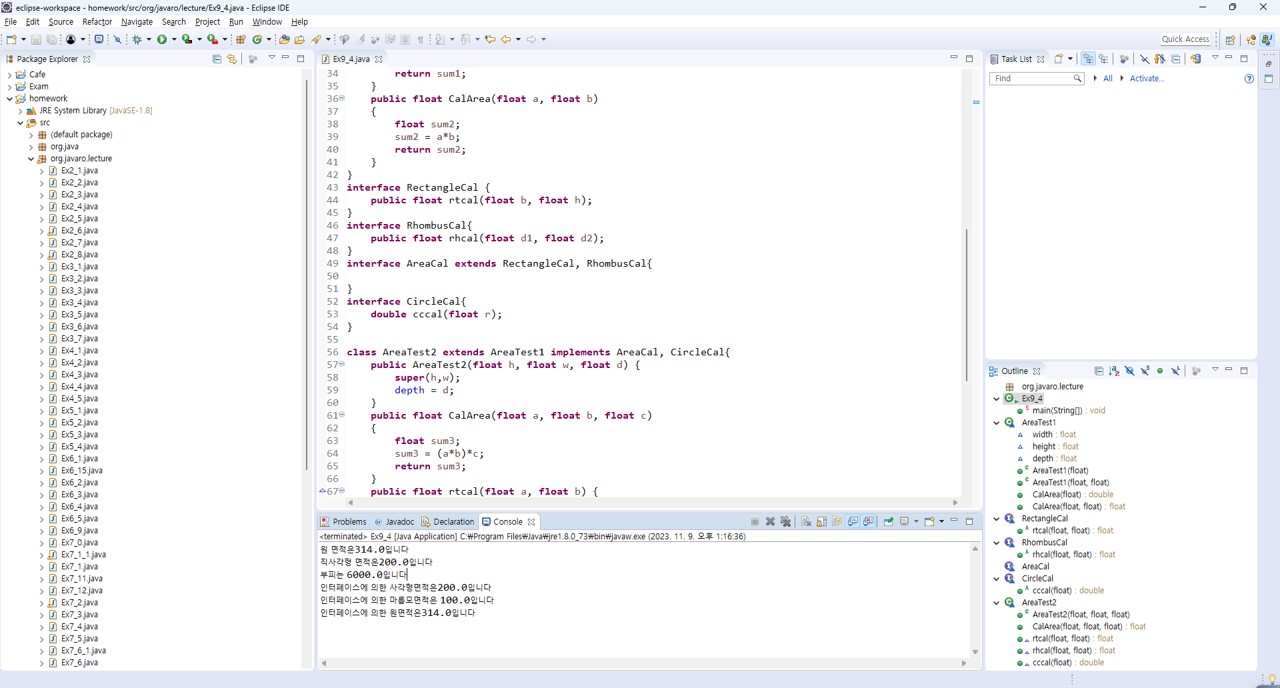 eclipse-workspace - homework/src/org/javaro/lecture/Ex9_4.java - Eclipse IDE
File Edit Source Refactor Navigate Search Project Run Window Help
Quick Access
Package Explorer
Cafe
Exam
homework
JRE System Library [JavaSE-1.8]
src
(default package)
org.java
org.javaro.lecture
Ex2_1.java
Ex2_2.java
Ex2_3.java
Ex2_4.java
Ex2_5.java
Ex2_6.java
Ex2_7.java
Ex2_8.java
Ex3_1.java
Ex3_2.java
Ex3_3.java
Ex3_4.java
Ex3_5.java
Ex3_6.java
Ex3_7.java
Ex4_1.java
Ex4_2.java
Ex4_3.java
Ex4_4.java
Ex4_5.java
Ex5_1.java
Ex5_2.java
Ex5_3.java
Ex5_4.java
Ex6_1.java
Ex6_15.java
Ex6_2.java
Ex6_3.java
Ex6_4.java
Ex6_5.java
Ex6_9.java
Ex7_0.java
Ex7_1_1.java
Ex7_1.java
Ex7_11.java
Ex7_12.java
Ex7_2.java
Ex7_3.java
Ex7_4.java
Ex7_5.java
Ex7_6_1.java
Ex7_6.java
Ex9_4.java
34 return sum1;
35 }
36 public float CalArea(float a, float b)
37 {
38 float sum2;
39 sum2 = a*b;
40 return sum2;
41 }
42 }
43 interface RectangleCal {
44 public float rtcal(float b, float h);
45 }
46 interface RhombusCal{
47 public float rhcal(float d1, float d2);
48 }
49 interface AreaCal extends RectangleCal, RhombusCal{
50
51 }
52 interface CircleCal{
53 double cccal(float r);
54 }
55
56 class AreaTest2 extends AreaTest1 implements AreaCal, CircleCal{
57 public AreaTest2(float h, float w, float d) {
58 super(h,w);
59 depth = d;
60 }
61 public float CalArea(float a, float b, float c)
62 {
63 float sum3;
64 sum3 = (a*b)*c;
65 return sum3;
66 }
67 public float rtcal(float a, float b) {
Problems Javadoc Declaration Console
<terminated> Ex9_4 [Java Application] C:₩Program Files₩Java₩jre1.8.0_73₩bin₩javaw.exe (2023. 11. 9. 오후 1:16:36)
원 면적은314.0입니다
직사각형 면적은200.0입니다
부피는 6000.0입니다
인터페이스에 의한 사각형면적은200.0입니다
인터페이스에 의한 마름모면적은 100.0입니다
인터페이스에 의한 원면적은314.0입니다
Task List
Find All Activate...
Outline
org.javaro.lecture
Ex9_4
main(String[]) : void
AreaTest1
width : float
height : float
depth : float
AreaTest1(float)
AreaTest1(float, float)
CalArea(float) : double
CalArea(float, float) : float
RectangleCal
rtcal(float, float) : float
RhombusCal
rhcal(float, float) : float
AreaCal
CircleCal
cccal(float) : double
AreaTest2
AreaTest2(float, float, float)
CalArea(float, float, float) : float
rtcal(float, float) : float
rhcal(float, float) : float
cccal(float) : double